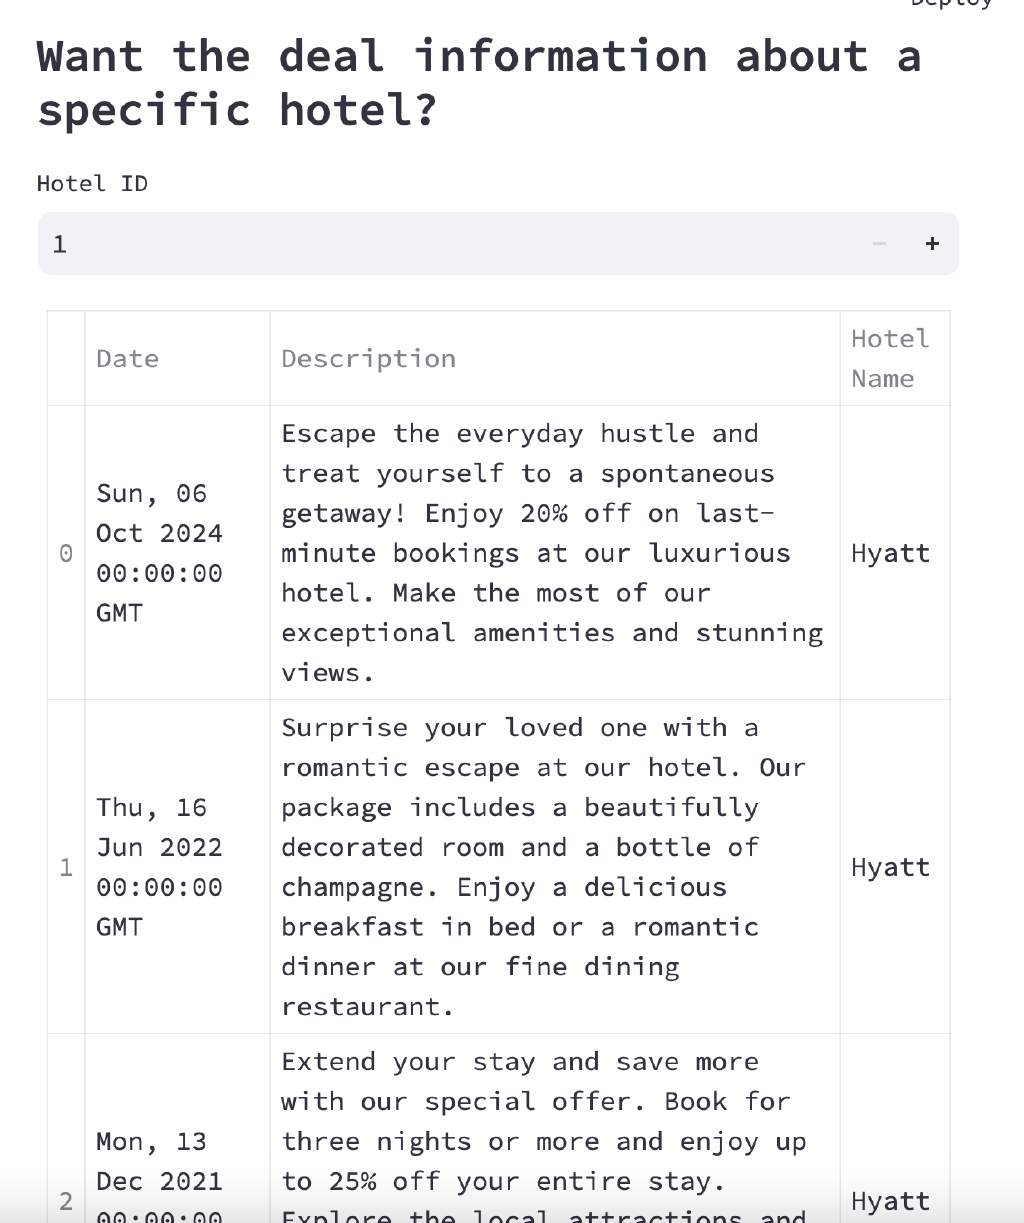 Deploy
Want the deal information about a
specific hotel?
Hotel ID
1
− +
Date
Description
Hotel
Name
0
Sun, 06
Oct 2024
00:00:00
GMT
Escape the everyday hustle and
treat yourself to a spontaneous
getaway! Enjoy 20% off on last-
minute bookings at our luxurious
hotel. Make the most of our
exceptional amenities and stunning
views.
Hyatt
1
Thu, 16
Jun 2022
00:00:00
GMT
Surprise your loved one with a
romantic escape at our hotel. Our
package includes a beautifully
decorated room and a bottle of
champagne. Enjoy a delicious
breakfast in bed or a romantic
dinner at our fine dining
restaurant.
Hyatt
2
Mon, 13
Dec 2021
00:00:00
Extend your stay and save more
with our special offer. Book for
three nights or more and enjoy up
to 25% off your entire stay.
Explore the local attractions and
Hyatt